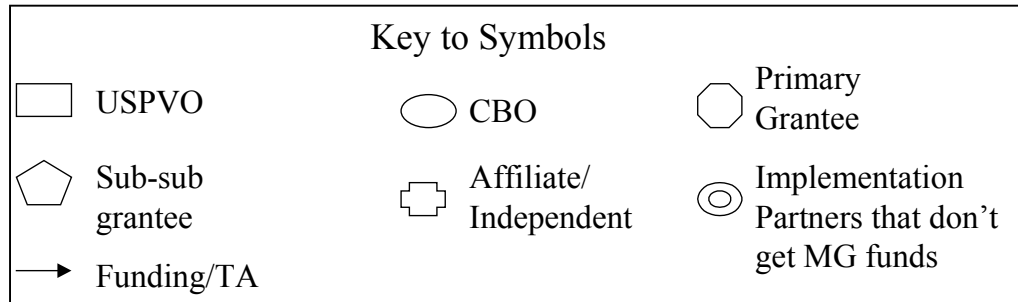 Key to Symbols
USPVO
CBO
Primary
Grantee
Sub-sub
grantee
Affiliate/
Independent
Implementation
Partners that don’t
get MG funds
Funding/TA